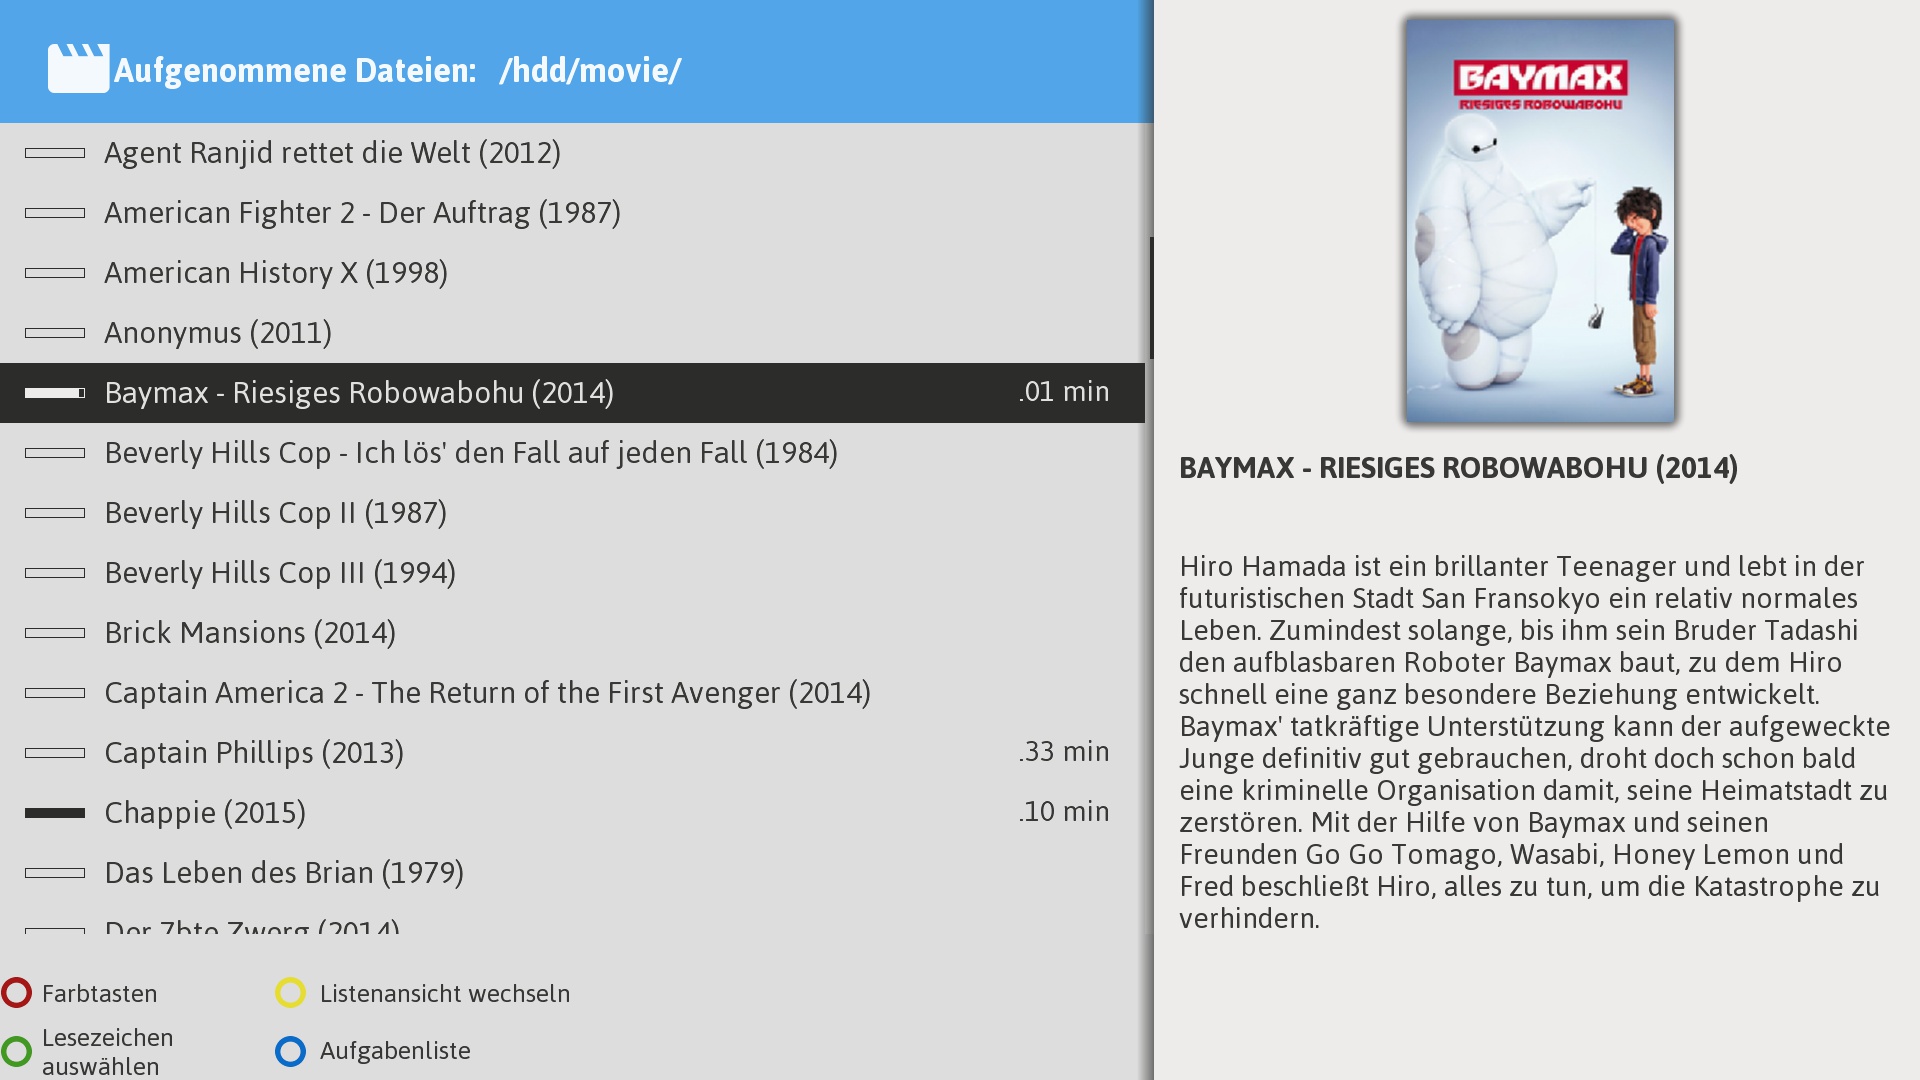 Aufgenommene Dateien: /hdd/movie/
Agent Ranjid rettet die Welt (2012)
American Fighter 2 - Der Auftrag (1987)
American History X (1998)
Anonymus (2011)
Baymax - Riesiges Robowabohu (2014) .01 min
Beverly Hills Cop - Ich lös' den Fall auf jeden Fall (1984)
Beverly Hills Cop II (1987)
Beverly Hills Cop III (1994)
Brick Mansions (2014)
Captain America 2 - The Return of the First Avenger (2014)
Captain Phillips (2013) .33 min
Chappie (2015) .10 min
Das Leben des Brian (1979)
Der 7bte Zwerg (2014)
Farbtasten
Listenansicht wechseln
Lesezeichen
auswählen
Aufgabenliste
BAYMAX
RIESIGES ROBOWABOHU
BAYMAX - RIESIGES ROBOWABOHU (2014)
Hiro Hamada ist ein brillanter Teenager und lebt in der
futuristischen Stadt San Fransokyo ein relativ normales
Leben. Zumindest solange, bis ihm sein Bruder Tadashi
den aufblasbaren Roboter Baymax baut, zu dem Hiro
schnell eine ganz besondere Beziehung entwickelt.
Baymax' tatkräftige Unterstützung kann der aufgeweckte
Junge definitiv gut gebrauchen, droht doch schon bald
eine kriminelle Organisation damit, seine Heimatstadt zu
zerstören. Mit der Hilfe von Baymax und seinen
Freunden Go Go Tomago, Wasabi, Honey Lemon und
Fred beschließt Hiro, alles zu tun, um die Katastrophe zu
verhindern.